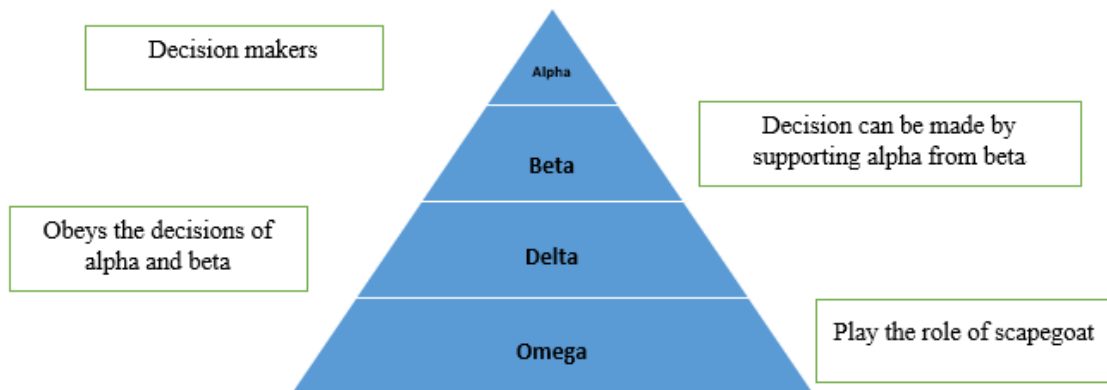 Decision makers
Alpha
Decision can be made by
supporting alpha from beta
Beta
Obeys the decisions of
alpha and beta
Delta
Play the role of scapegoat
Omega